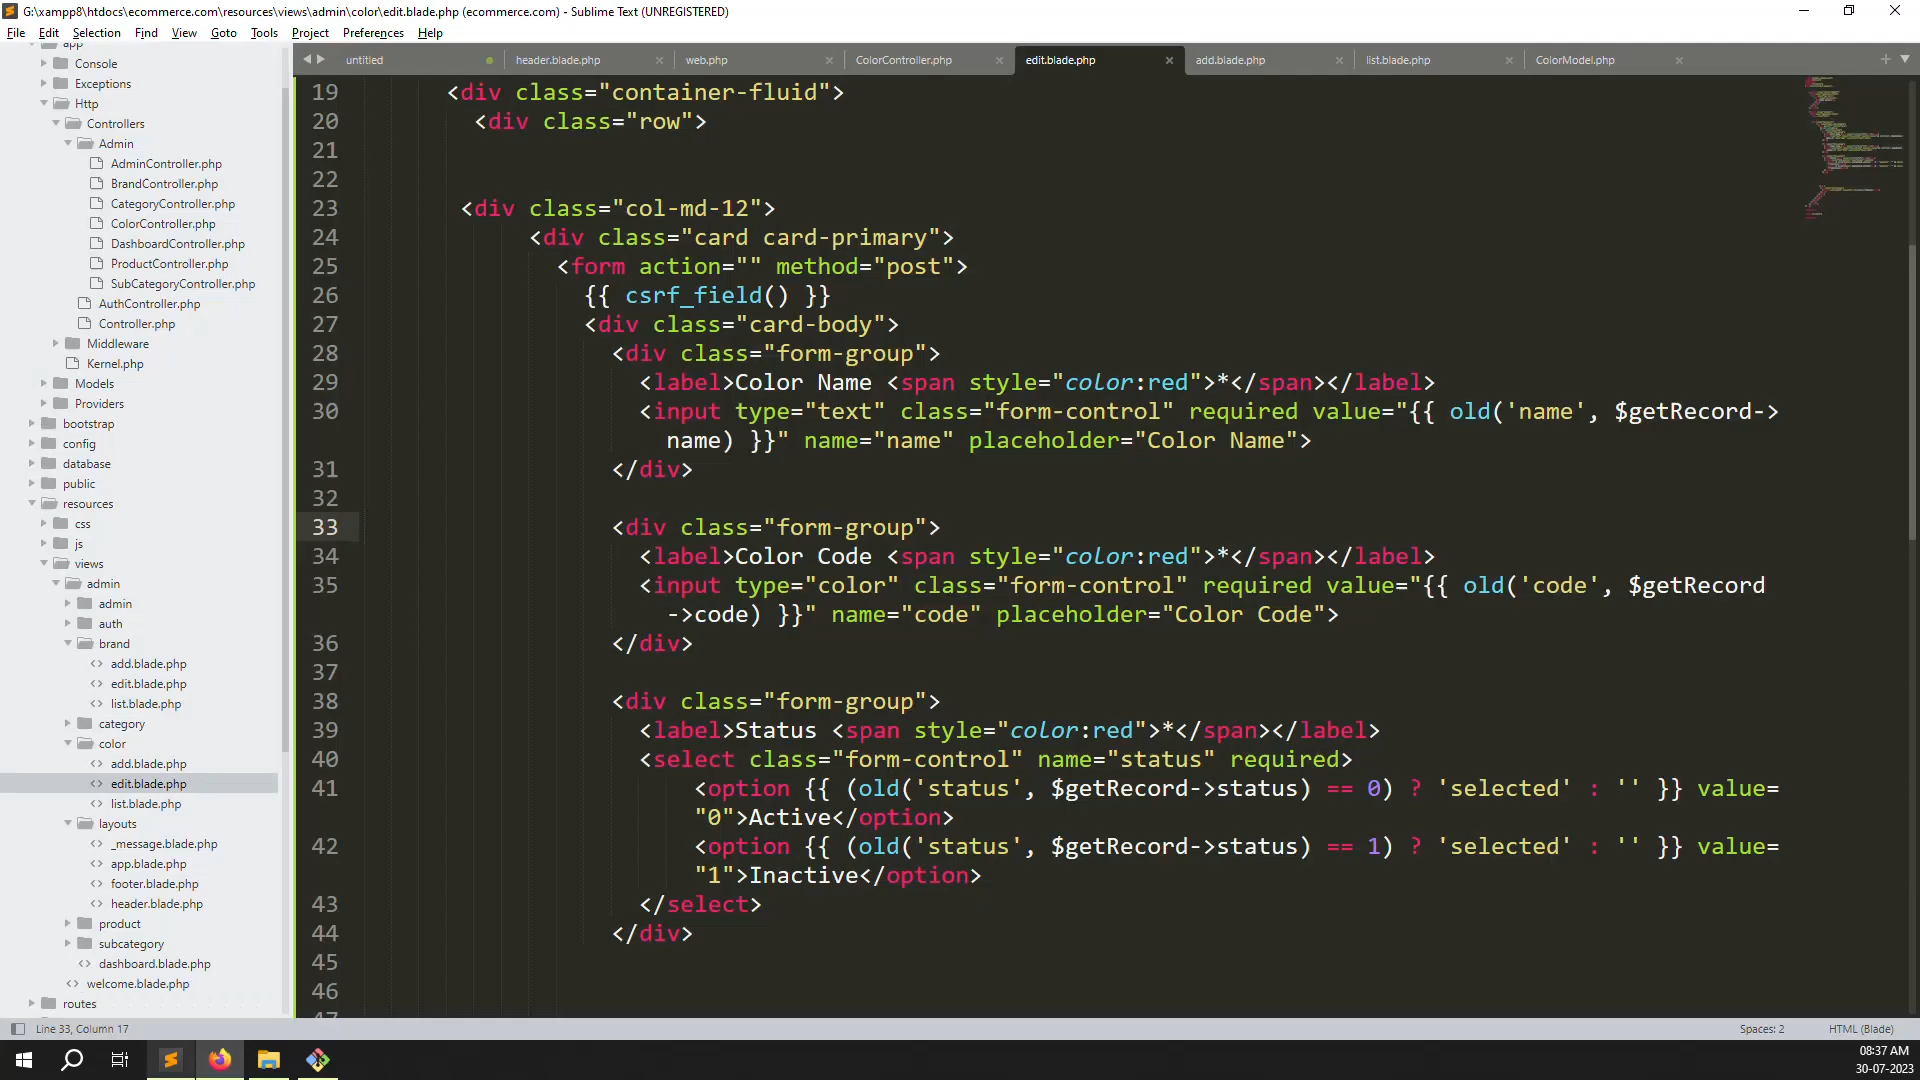 G:\xampp8\htdocs\ecommerce.com\resources\views\admin\color\edit.blade.php (ecommerce.com) - Sublime Text (UNREGISTERED)
File Edit Selection Find View Goto Tools Project Preferences Help
app
Console
Exceptions
Http
Controllers
Admin
AdminController.php
BrandController.php
CategoryController.php
ColorController.php
DashboardController.php
ProductController.php
SubCategoryController.php
AuthController.php
Controller.php
Middleware
Kernel.php
Models
Providers
bootstrap
config
database
public
resources
css
js
views
admin
admin
auth
brand
add.blade.php
edit.blade.php
list.blade.php
category
color
add.blade.php
edit.blade.php
list.blade.php
layouts
_message.blade.php
app.blade.php
footer.blade.php
header.blade.php
product
subcategory
dashboard.blade.php
welcome.blade.php
routes
untitled header.blade.php web.php ColorController.php edit.blade.php add.blade.php list.blade.php ColorModel.php
19 <div class="container-fluid">
20 <div class="row">
21
22
23 <div class="col-md-12">
24 <div class="card card-primary">
25 <form action="" method="post">
26 {{ csrf_field() }}
27 <div class="card-body">
28 <div class="form-group">
29 <label>Color Name <span style="color:red">*</span></label>
30 <input type="text" class="form-control" required value="{{ old('name', $getRecord->
name) }}" name="name" placeholder="Color Name">
31 </div>
32
33 <div class="form-group">
34 <label>Color Code <span style="color:red">*</span></label>
35 <input type="color" class="form-control" required value="{{ old('code', $getRecord
->code) }}" name="code" placeholder="Color Code">
36 </div>
37
38 <div class="form-group">
39 <label>Status <span style="color:red">*</span></label>
40 <select class="form-control" name="status" required>
41 <option {{ (old('status', $getRecord->status) == 0) ? 'selected' : '' }} value=
"0">Active</option>
42 <option {{ (old('status', $getRecord->status) == 1) ? 'selected' : '' }} value=
"1">Inactive</option>
43 </select>
44 </div>
45
46
47
Line 33, Column 17
Spaces: 2
HTML (Blade)
08:37 AM
30-07-2023